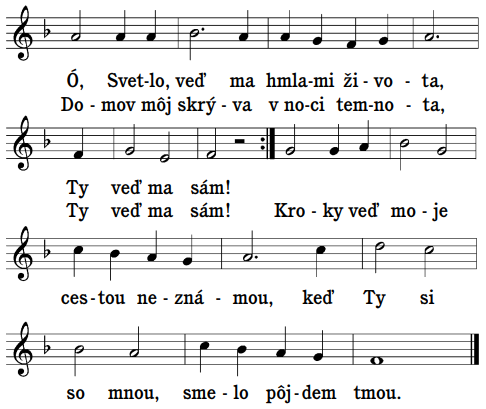 Ó, Svet-lo, veď ma hmla-mi ži-vo-ta,
Do-mov môj skrý-va v no-ci tem-no-ta,
Ty veď ma sám!
Ty veď ma sám! Kro-ky veď mo-je
ces-tou ne-zná-mou, keď Ty si
so mnou, sme-lo pôj-dem tmou.